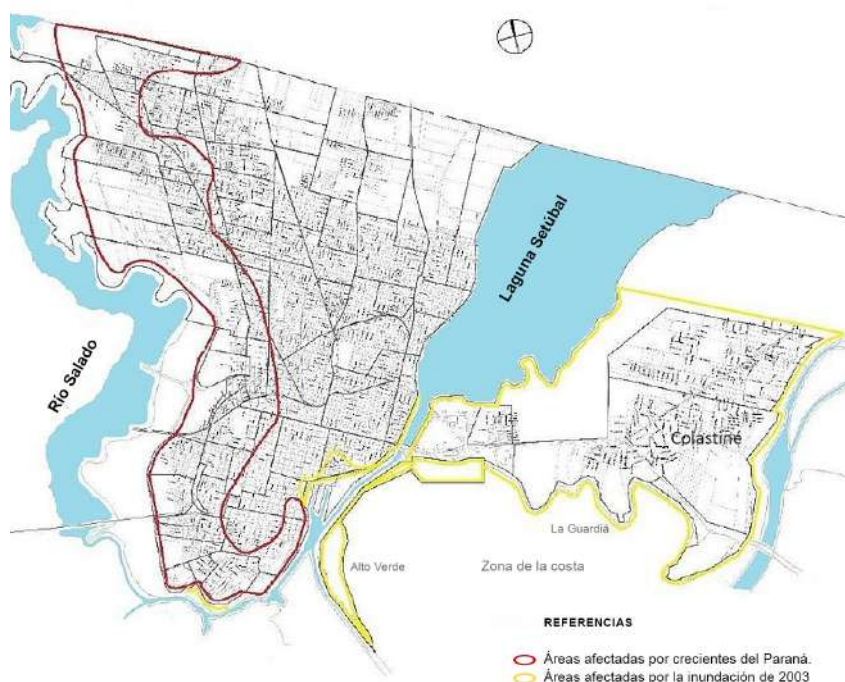 Laguna Setúbal
Río Salado
Colastiné
La Guardia
Alto Verde
Zona de la costa
REFERENCIAS
Áreas afectadas por crecientes del Paraná.
Áreas afectadas por la inundación de 2003